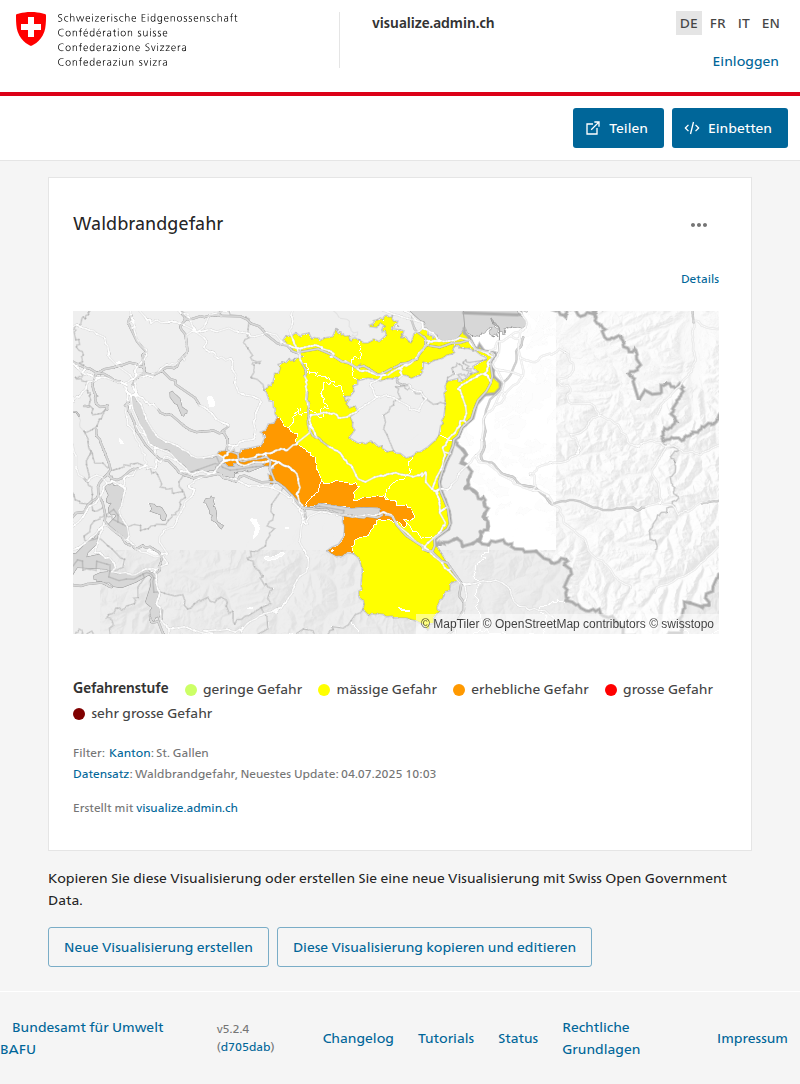 Schweizerische Eidgenossenschaft
Confédération suisse
Confederazione Svizzera
Confederaziun svizra
visualize.admin.ch
DE FR IT EN
Einloggen
Teilen
Einbetten
Waldbrandgefahr
Details
© MapTiler © OpenStreetMap contributors © swisstopo
Gefahrenstufe geringe Gefahr mässige Gefahr erhebliche Gefahr grosse Gefahr
sehr grosse Gefahr
Filter: Kanton: St. Gallen
Datensatz: Waldbrandgefahr, Neuestes Update: 04.07.2025 10:03
Erstellt mit visualize.admin.ch
Kopieren Sie diese Visualisierung oder erstellen Sie eine neue Visualisierung mit Swiss Open Government
Data.
Neue Visualisierung erstellen
Diese Visualisierung kopieren und editieren
Bundesamt für Umwelt
BAFU
v5.2.4
(d705dab)
Changelog
Tutorials
Status
Rechtliche
Grundlagen
Impressum